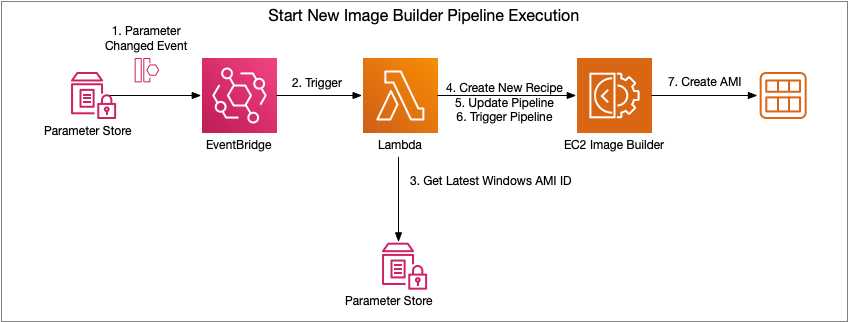 Start New Image Builder Pipeline Execution
1. Parameter
Changed Event
2. Trigger
4. Create New Recipe
5. Update Pipeline
6. Trigger Pipeline
7. Create AMI
Parameter Store
EventBridge
Lambda
EC2 Image Builder
3. Get Latest Windows AMI ID
Parameter Store